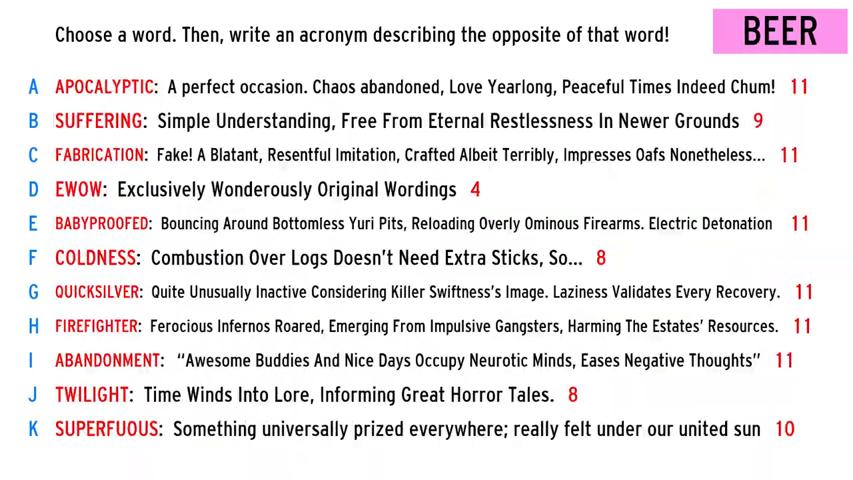 Choose a word. Then, write an acronym describing the opposite of that word!
BEER
A APOCALYPTIC: A perfect occasion. Chaos abandoned, Love Yearlong, Peaceful Times Indeed Chum! 11
B SUFFERING: Simple Understanding, Free From Eternal Restlessness In Newer Grounds 9
C FABRICATION: Fake! A Blatant, Resentful Imitation, Crafted Albeit Terribly, Impresses Oafs Nonetheless... 11
D EWOW: Exclusively Wonderously Original Wordings 4
E BABYPROOFED: Bouncing Around Bottomless Yuri Pits, Reloading Overly Ominous Firearms. Electric Detonation 11
F COLDNESS: Combustion Over Logs Doesn't Need Extra Sticks, So... 8
G QUICKSILVER: Quite Unusually Inactive Considering Killer Swiftness's Image. Laziness Validates Every Recovery. 11
H FIREFIGHTER: Ferocious Infernos Roared, Emerging From Impulsive Gangsters, Harming The Estates' Resources. 11
I ABANDONMENT: “Awesome Buddies And Nice Days Occupy Neurotic Minds, Eases Negative Thoughts” 11
J TWILIGHT: Time Winds Into Lore, Informing Great Horror Tales. 8
K SUPERFUOUS: Something universally prized everywhere; really felt under our united sun 10